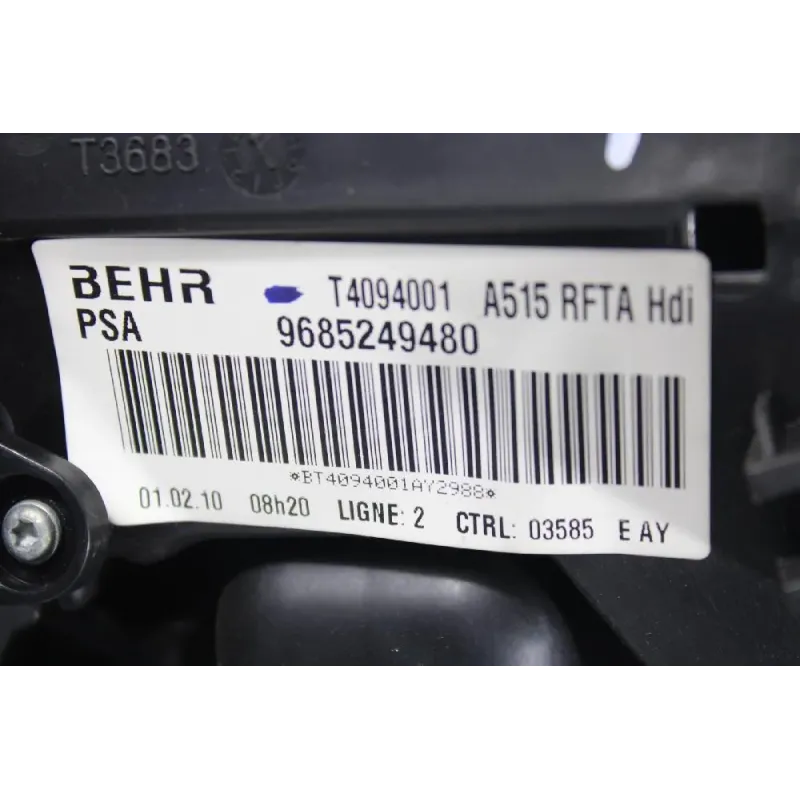 T3683
BEHR T4094001 A515 RFTA Hdi
PSA 9685249480
*BT4094001AY2988*
01.02.10 08h20 LIGNE: 2 CTRL: 03585 E AY